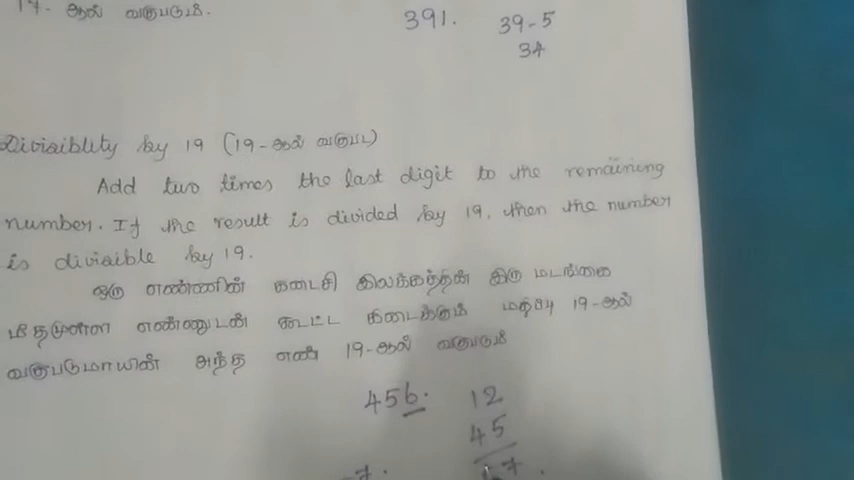 17- ஆல் வகுபடும்.
391. 39-5
34
Divisiblity by 19 (19-ஆல் வகுபட)
Add two times the last digit to the remaining
number. If the result is divided by 19, then the number
is divisible by 19.
ஒரு எண்ணின் கடைசி இலக்கத்தின் இரு மடங்கை
மீதமுள்ள எண்ணுடன் கூட்ட கிடைக்கும் மதிப்பு 19-ஆல்
வகுபடுமாயின் அந்த எண் 19-ஆல் வகுபடும்
456. 12
45
57.